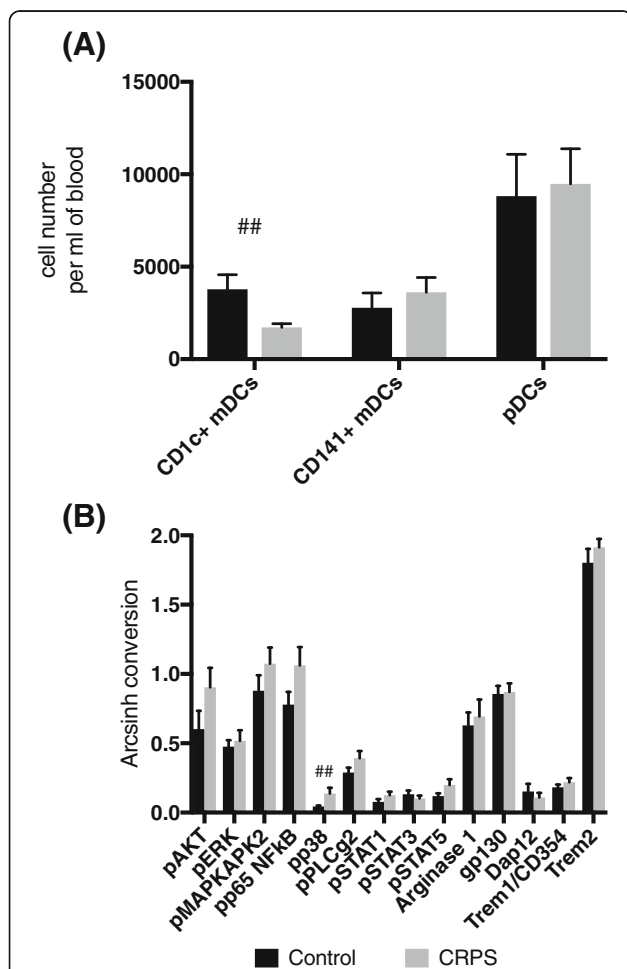 (A)
15000
10000
5000
0
cell number
per ml of blood
##
CD1c+ mDCs
CD141+ mDCs
pDCs
(B)
2.0
1.5
1.0
0.5
0.0
Arcsinh conversion
##
pAKT
pERK
pMAPKAPK2
pp65 NFkB
pp38
pPLCg2
pSTAT1
pSTAT3
pSTAT5
Arginase 1
gp130
Dap12
Trem1/CD354
Trem2
Control
CRPS